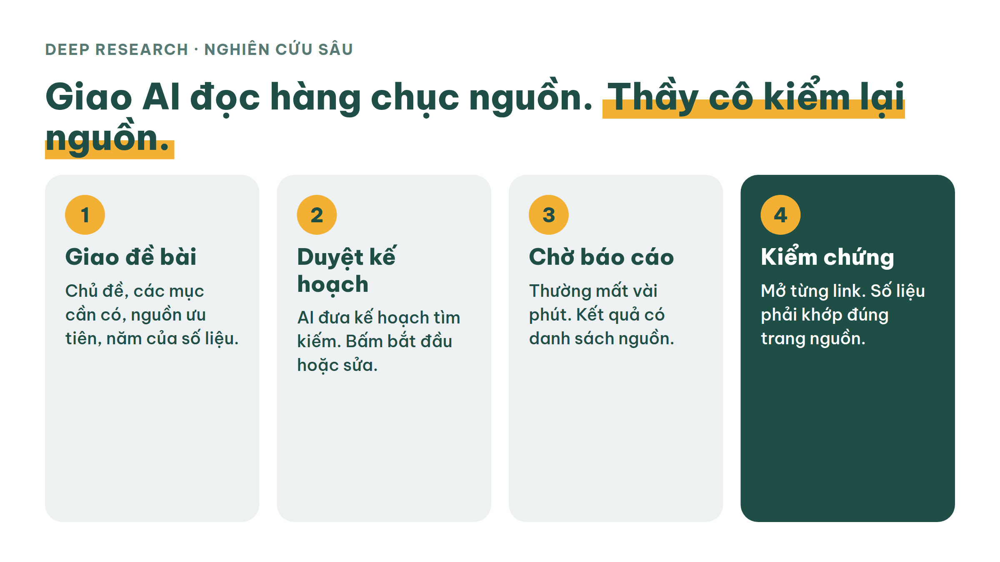 DEEP RESEARCH · NGHIÊN CỨU SÂU
Giao AI đọc hàng chục nguồn. Thầy cô kiểm lại
nguồn.
1
Giao đề bài
Chủ đề, các mục
cần có, nguồn ưu
tiên, năm của số liệu.
2
Duyệt kế
hoạch
AI đưa kế hoạch tìm
kiếm. Bấm bắt đầu
hoặc sửa.
3
Chờ báo cáo
Thường mất vài
phút. Kết quả có
danh sách nguồn.
4
Kiểm chứng
Mở từng link. Số liệu
phải khớp đúng
trang nguồn.